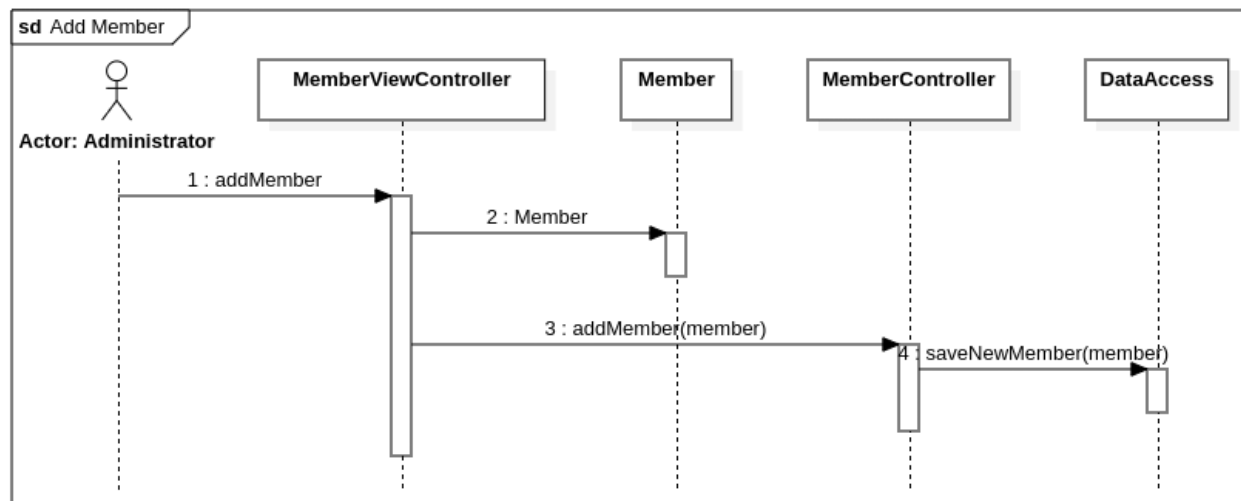 sd Add Member
MemberViewController
Member
MemberController
DataAccess
Actor: Administrator
1 : addMember
2 : Member
3 : addMember(member)
4 : saveNewMember(member)